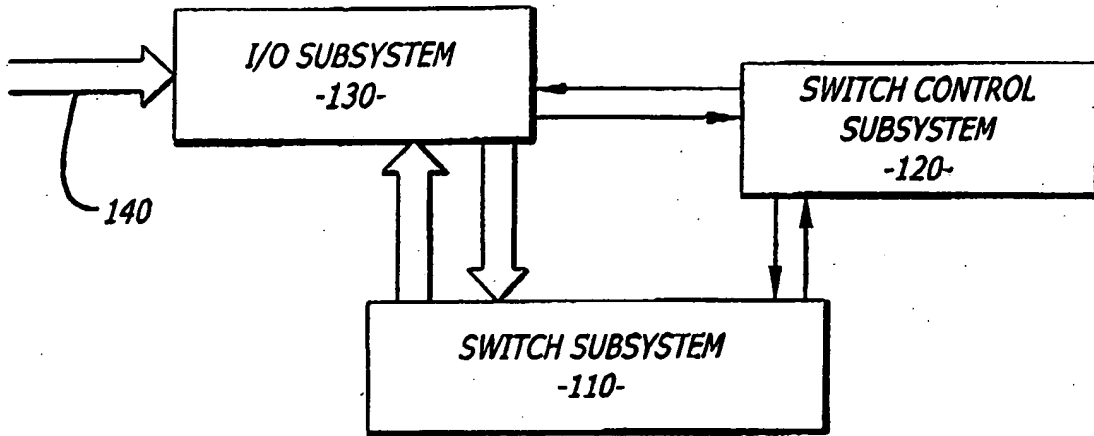 I/O SUBSYSTEM
-130-
SWITCH CONTROL
SUBSYSTEM
-120-
140
SWITCH SUBSYSTEM
-110-